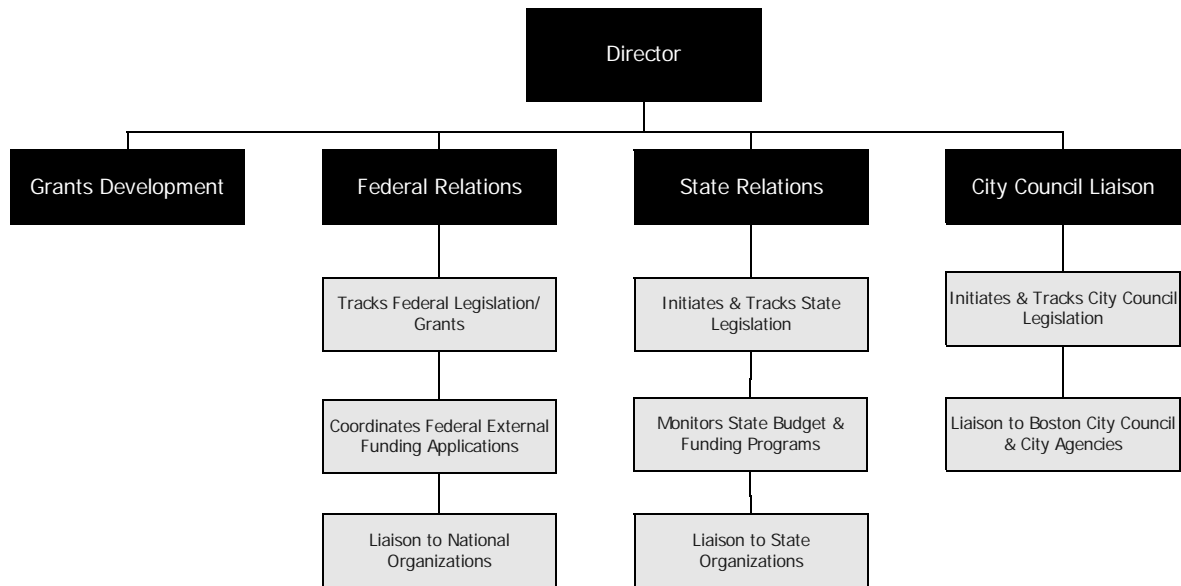 Director
Grants Development
Federal Relations
State Relations
City Council Liaison
Tracks Federal Legislation/
Grants
Initiates & Tracks State
Legislation
Initiates & Tracks City Council
Legislation
Coordinates Federal External
Funding Applications
Monitors State Budget &
Funding Programs
Liaison to Boston City Council
& City Agencies
Liaison to National
Organizations
Liaison to State
Organizations